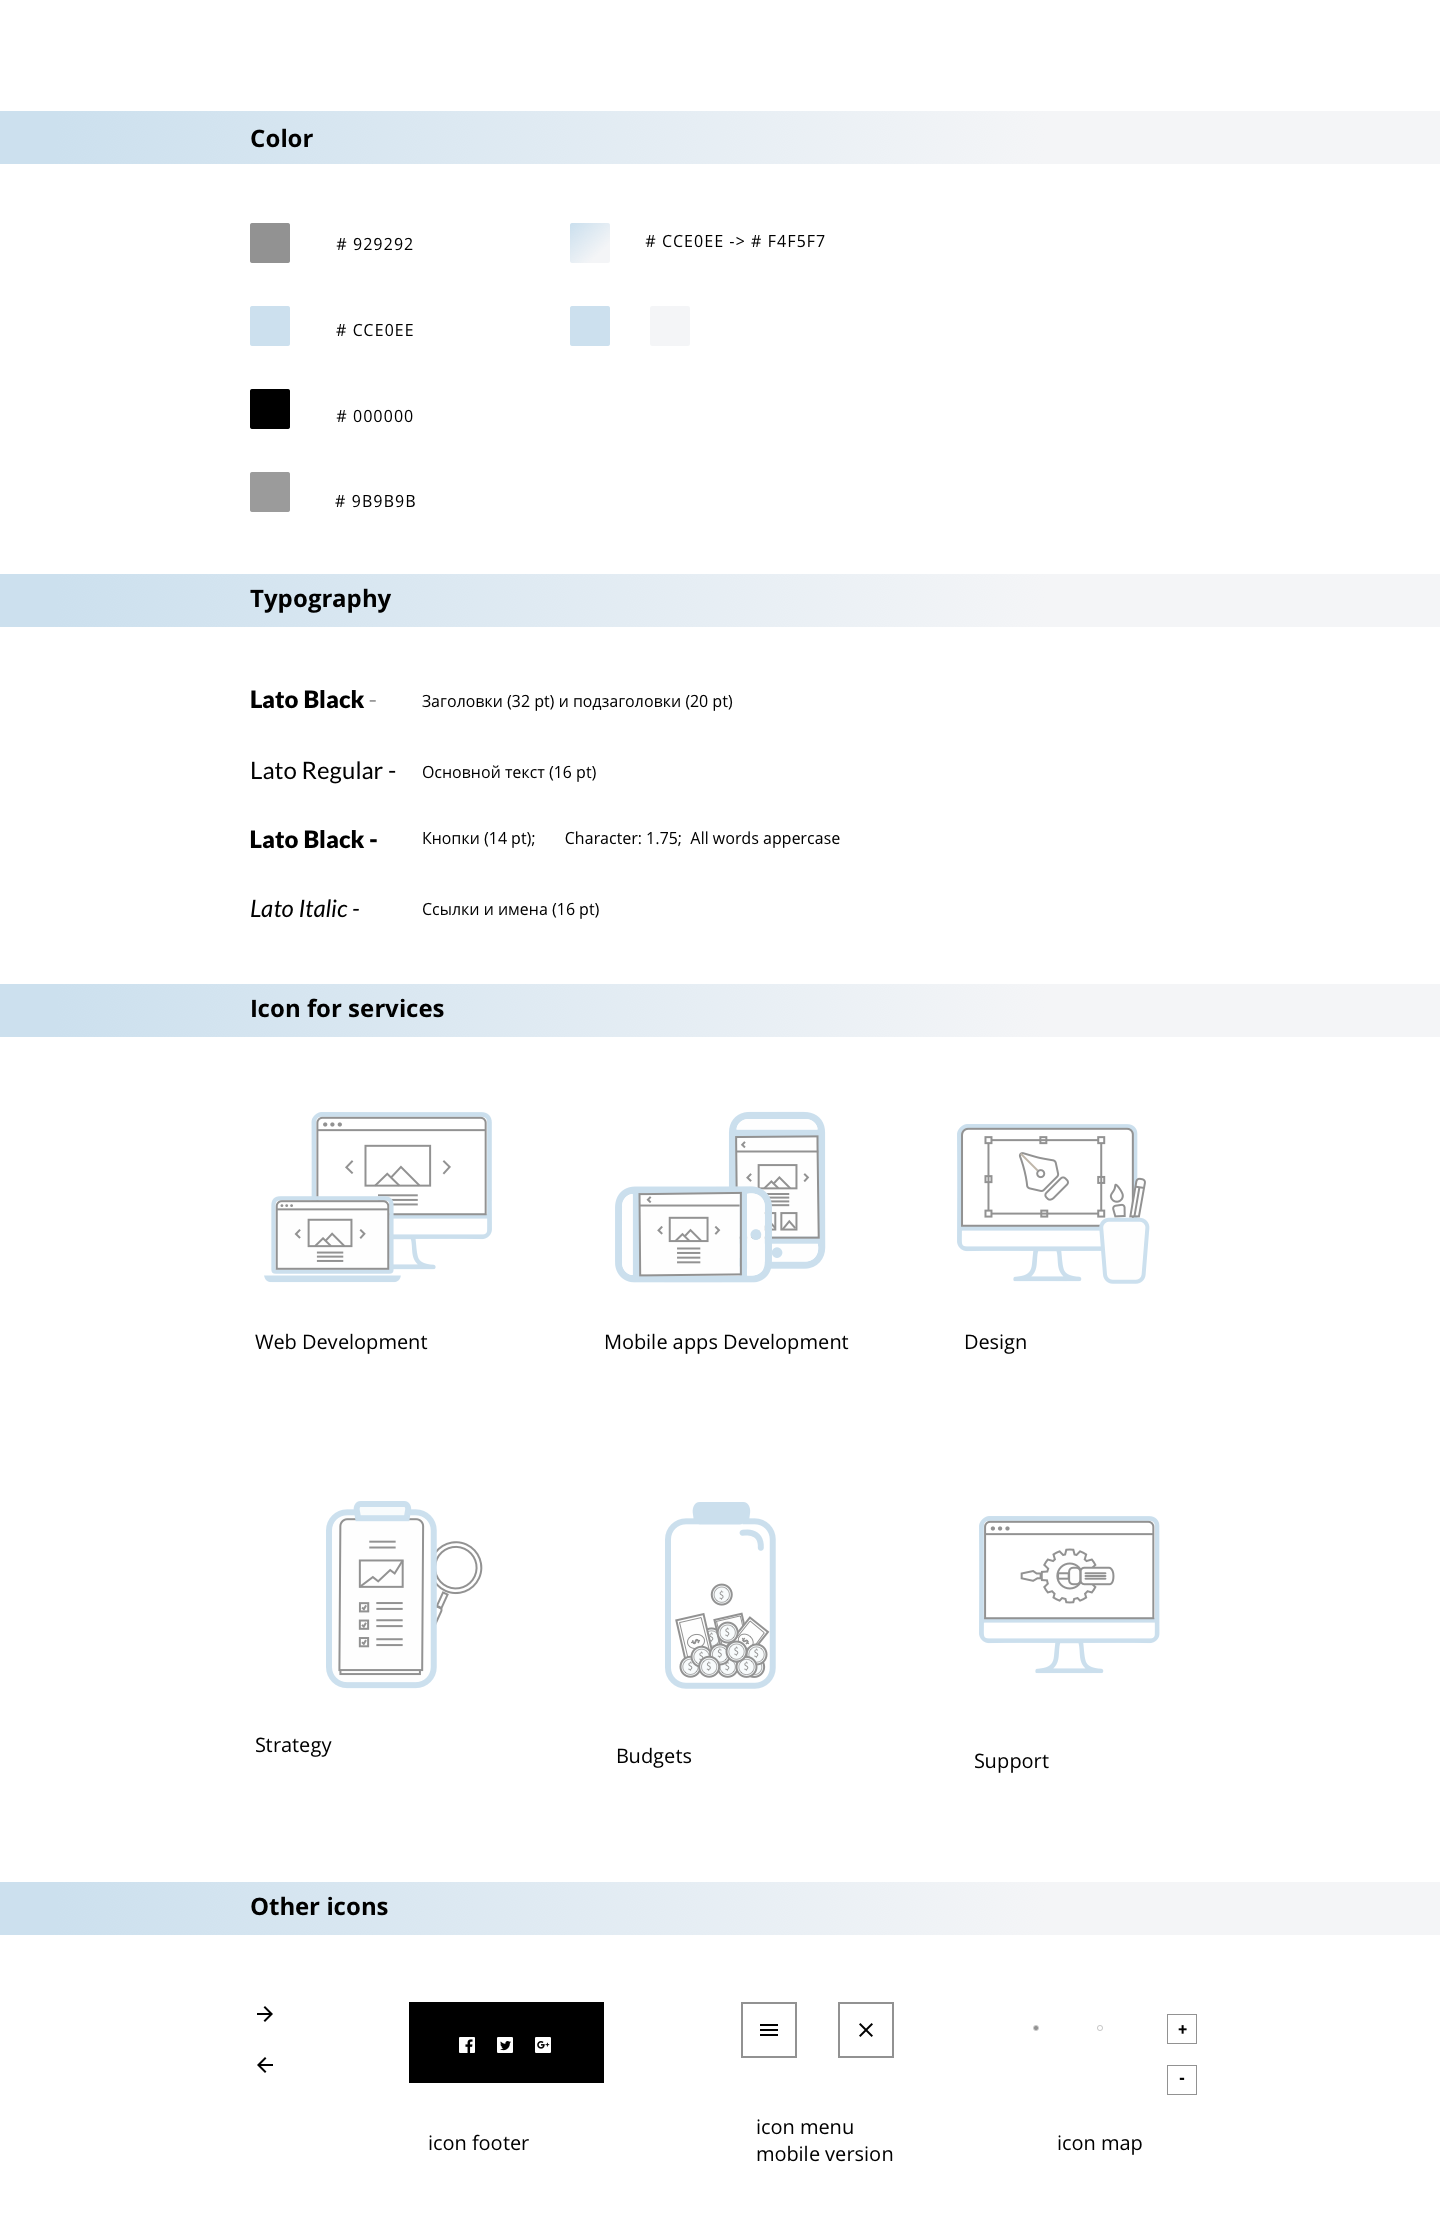 Color
# 929292
# CCE0EE -> # F4F5F7
# CCE0EE
# 000000
# 9B9B9B
Typography
Lato Black - Заголовки (32 pt) и подзаголовки (20 pt)
Lato Regular - Основной текст (16 pt)
Lato Black - Кнопки (14 pt); Character: 1.75; All words appercase
Lato Italic - Ссылки и имена (16 pt)
Icon for services
Web Development
Mobile apps Development
Design
Strategy
Budgets
Support
Other icons
icon footer
icon menu
mobile version
icon map